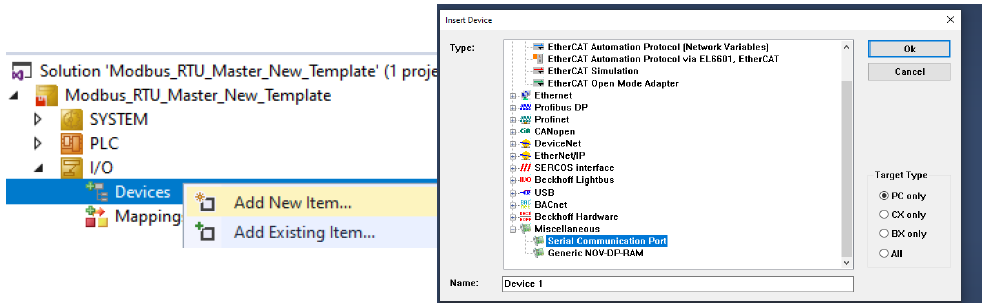 Solution 'Modbus_RTU_Master_New_Template' (1 proje
Modbus_RTU_Master_New_Template
SYSTEM
PLC
I/O
Devices
Mapping
Add New Item...
Add Existing Item...
Insert Device
Type:
EtherCAT Automation Protocol (Network Variables)
EtherCAT Automation Protocol via EL6601, EtherCAT
EtherCAT Simulation
EtherCAT Open Mode Adapter
Ethernet
Profibus DP
Profinet
CANopen
DeviceNet
EtherNet/IP
SERCOS interface
Beckhoff Lightbus
USB
BACnet
Beckhoff Hardware
Miscellaneous
Serial Communication Port
Generic NOV-DP-RAM
Ok
Cancel
Target Type
PC only
CX only
BX only
All
Name:
Device 1